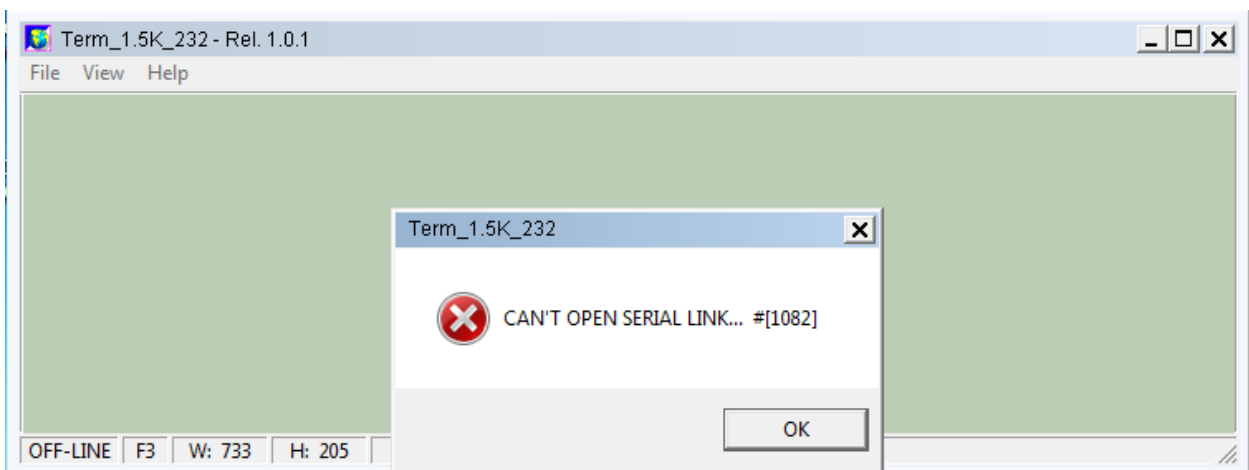 Term_1.5K_232 - Rel. 1.0.1
File View Help
Term_1.5K_232
CAN'T OPEN SERIAL LINK... #[1082]
OK
OFF-LINE F3 W: 733 H: 205